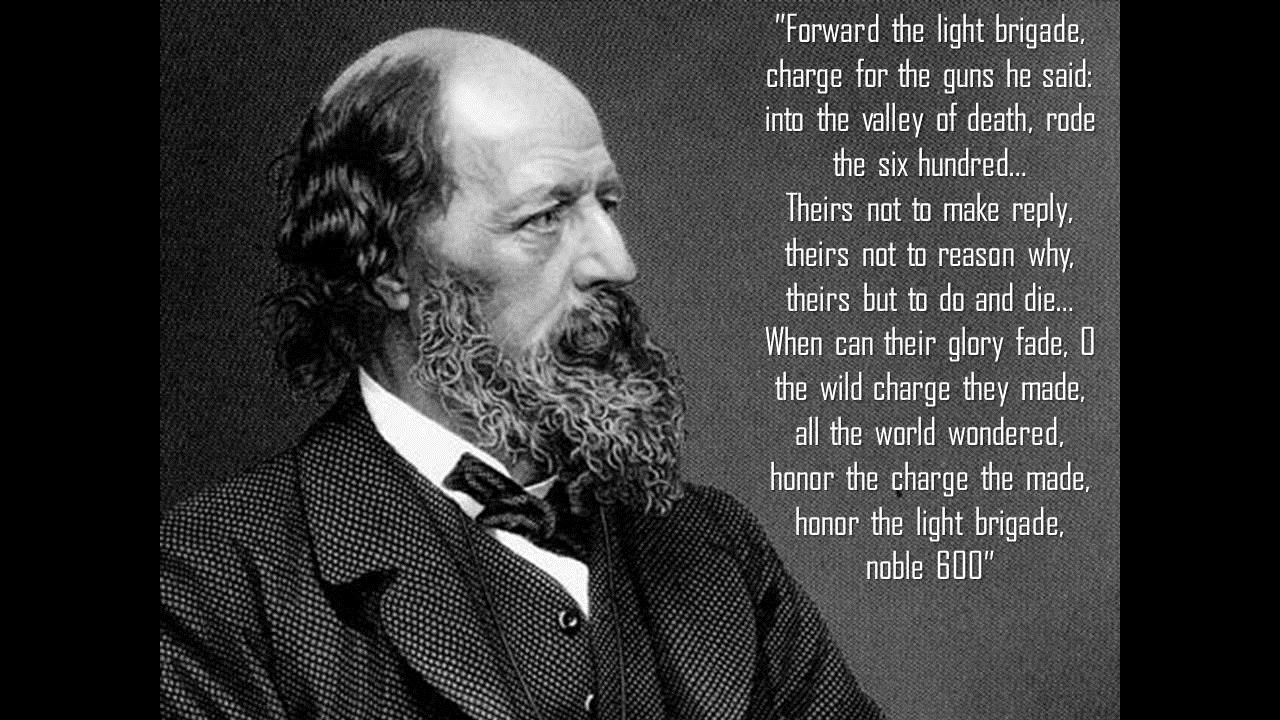 "Forward the light brigade,
charge for the guns he said:
into the valley of death, rode
the six hundred...
Theirs not to make reply,
theirs not to reason why,
theirs but to do and die...
When can their glory fade, O
the wild charge they made,
all the world wondered,
honor the charge the made,
honor the light brigade,
noble 600"